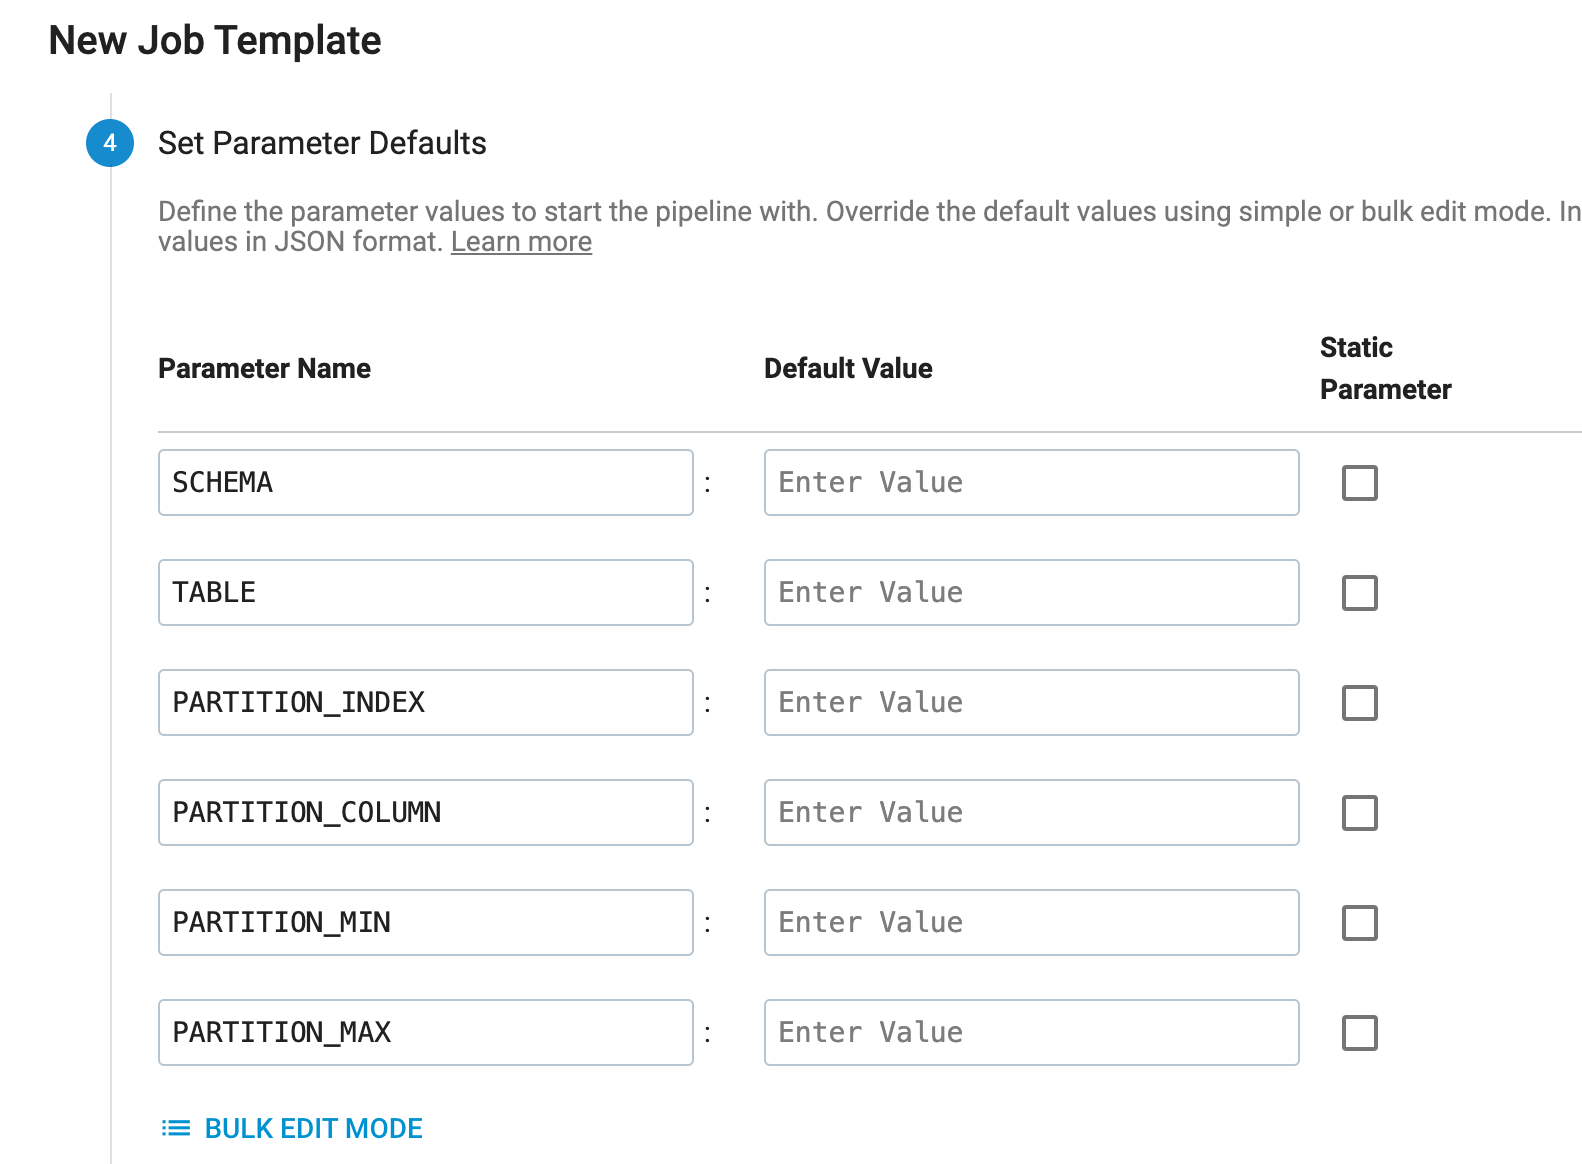 New Job Template
4 Set Parameter Defaults
Define the parameter values to start the pipeline with. Override the default values using simple or bulk edit mode. In
values in JSON format. Learn more
Parameter Name Default Value Static Parameter
SCHEMA : Enter Value
TABLE : Enter Value
PARTITION_INDEX : Enter Value
PARTITION_COLUMN : Enter Value
PARTITION_MIN : Enter Value
PARTITION_MAX : Enter Value
BULK EDIT MODE